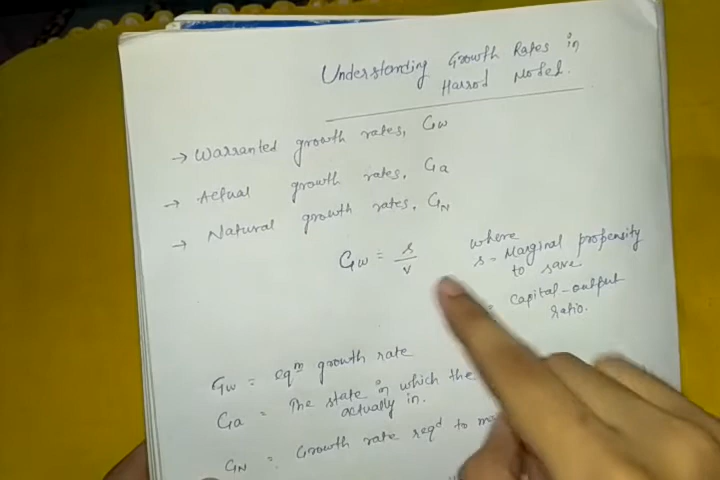 Understanding Growth Rates in
Harrod Model.
→ Warranted growth rates, Gw
→ Actual growth rates, Ga
→ Natural growth rates, GN
Gw = s/v
where
s = Marginal propensity
to save
= Capital-output
ratio.
Gw = eqm growth rate
Ga = The state in which the
actually in.
GN = Growth rate reqd to